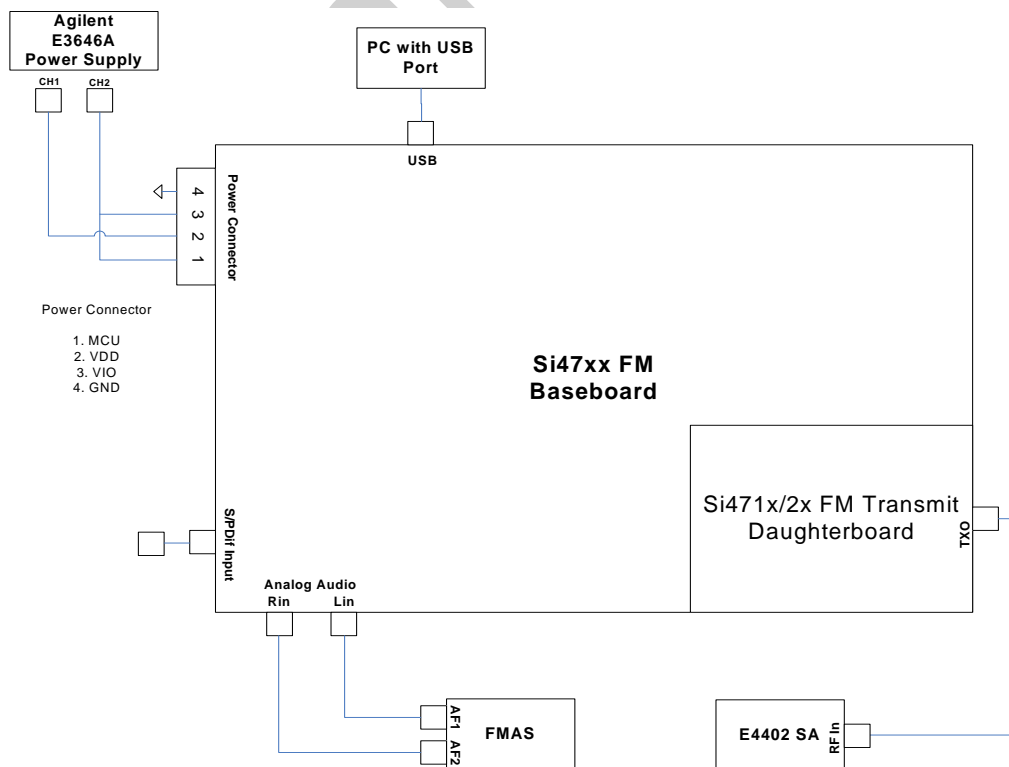 Agilent
E3646A
Power Supply
CH1 CH2
PC with USB
Port
USB
Power Connector
4
3
2
1
Power Connector
1. MCU
2. VDD
3. VIO
4. GND
Si47xx FM
Baseboard
Si471x/2x FM Transmit
Daughterboard
TXO
S/PDif Input
Analog Audio
Rin Lin
AF1
AF2
FMAS
E4402 SA
RF In